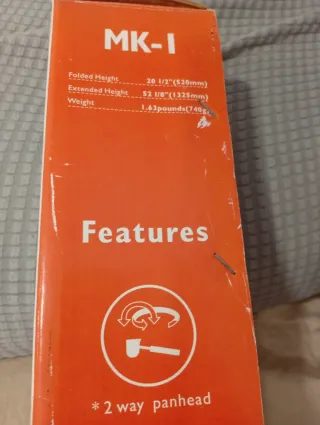 MK-I
Folded Height 20 1/2"(520mm)
Extended Height 52 1/8"(1325mm)
Weight 1.63pounds(740g)
Features
* 2 way panhead